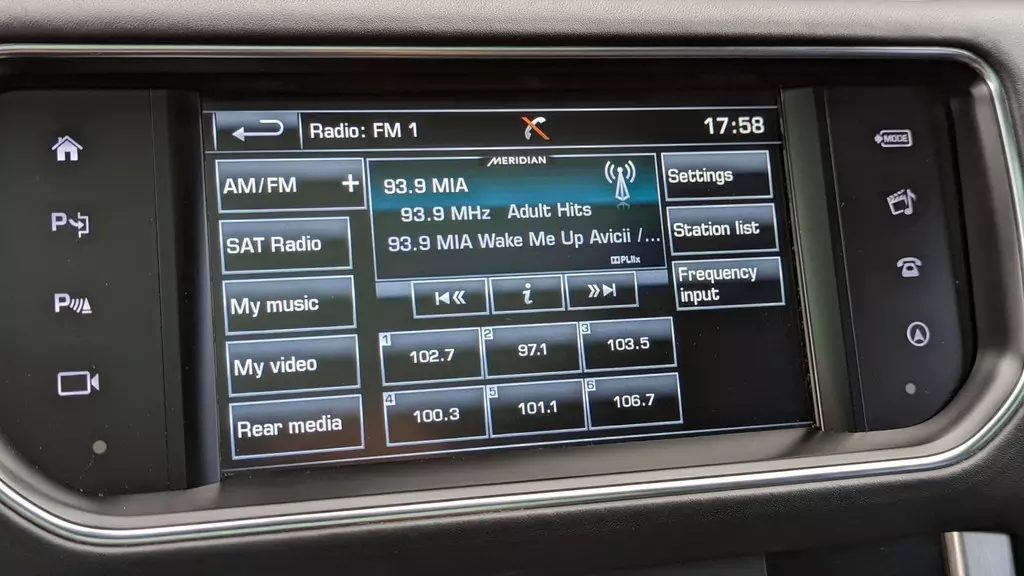 Radio: FM 1
17:58
MERIDIAN
AM/FM +
93.9 MIA
93.9 MHz Adult Hits
93.9 MIA Wake Me Up Avicii /...
PLIIx
Settings
Station list
Frequency
input
SAT Radio
My music
My video
Rear media
i
1 102.7
2 97.1
3 103.5
4 100.3
5 101.1
6 106.7
P
P
MODE